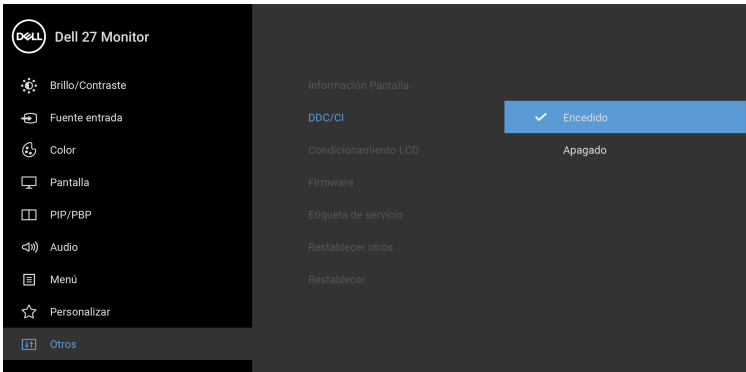 DELL
Dell 27 Monitor
Brillo/Contraste
Fuente entrada
Color
Pantalla
PIP/PBP
Audio
Menú
Personalizar
Otros
Información Pantalla
DDC/CI
Condicionamiento LCD
Firmware
Etiqueta de servicio
Restablecer otros
Restablecer
Encedido
Apagado